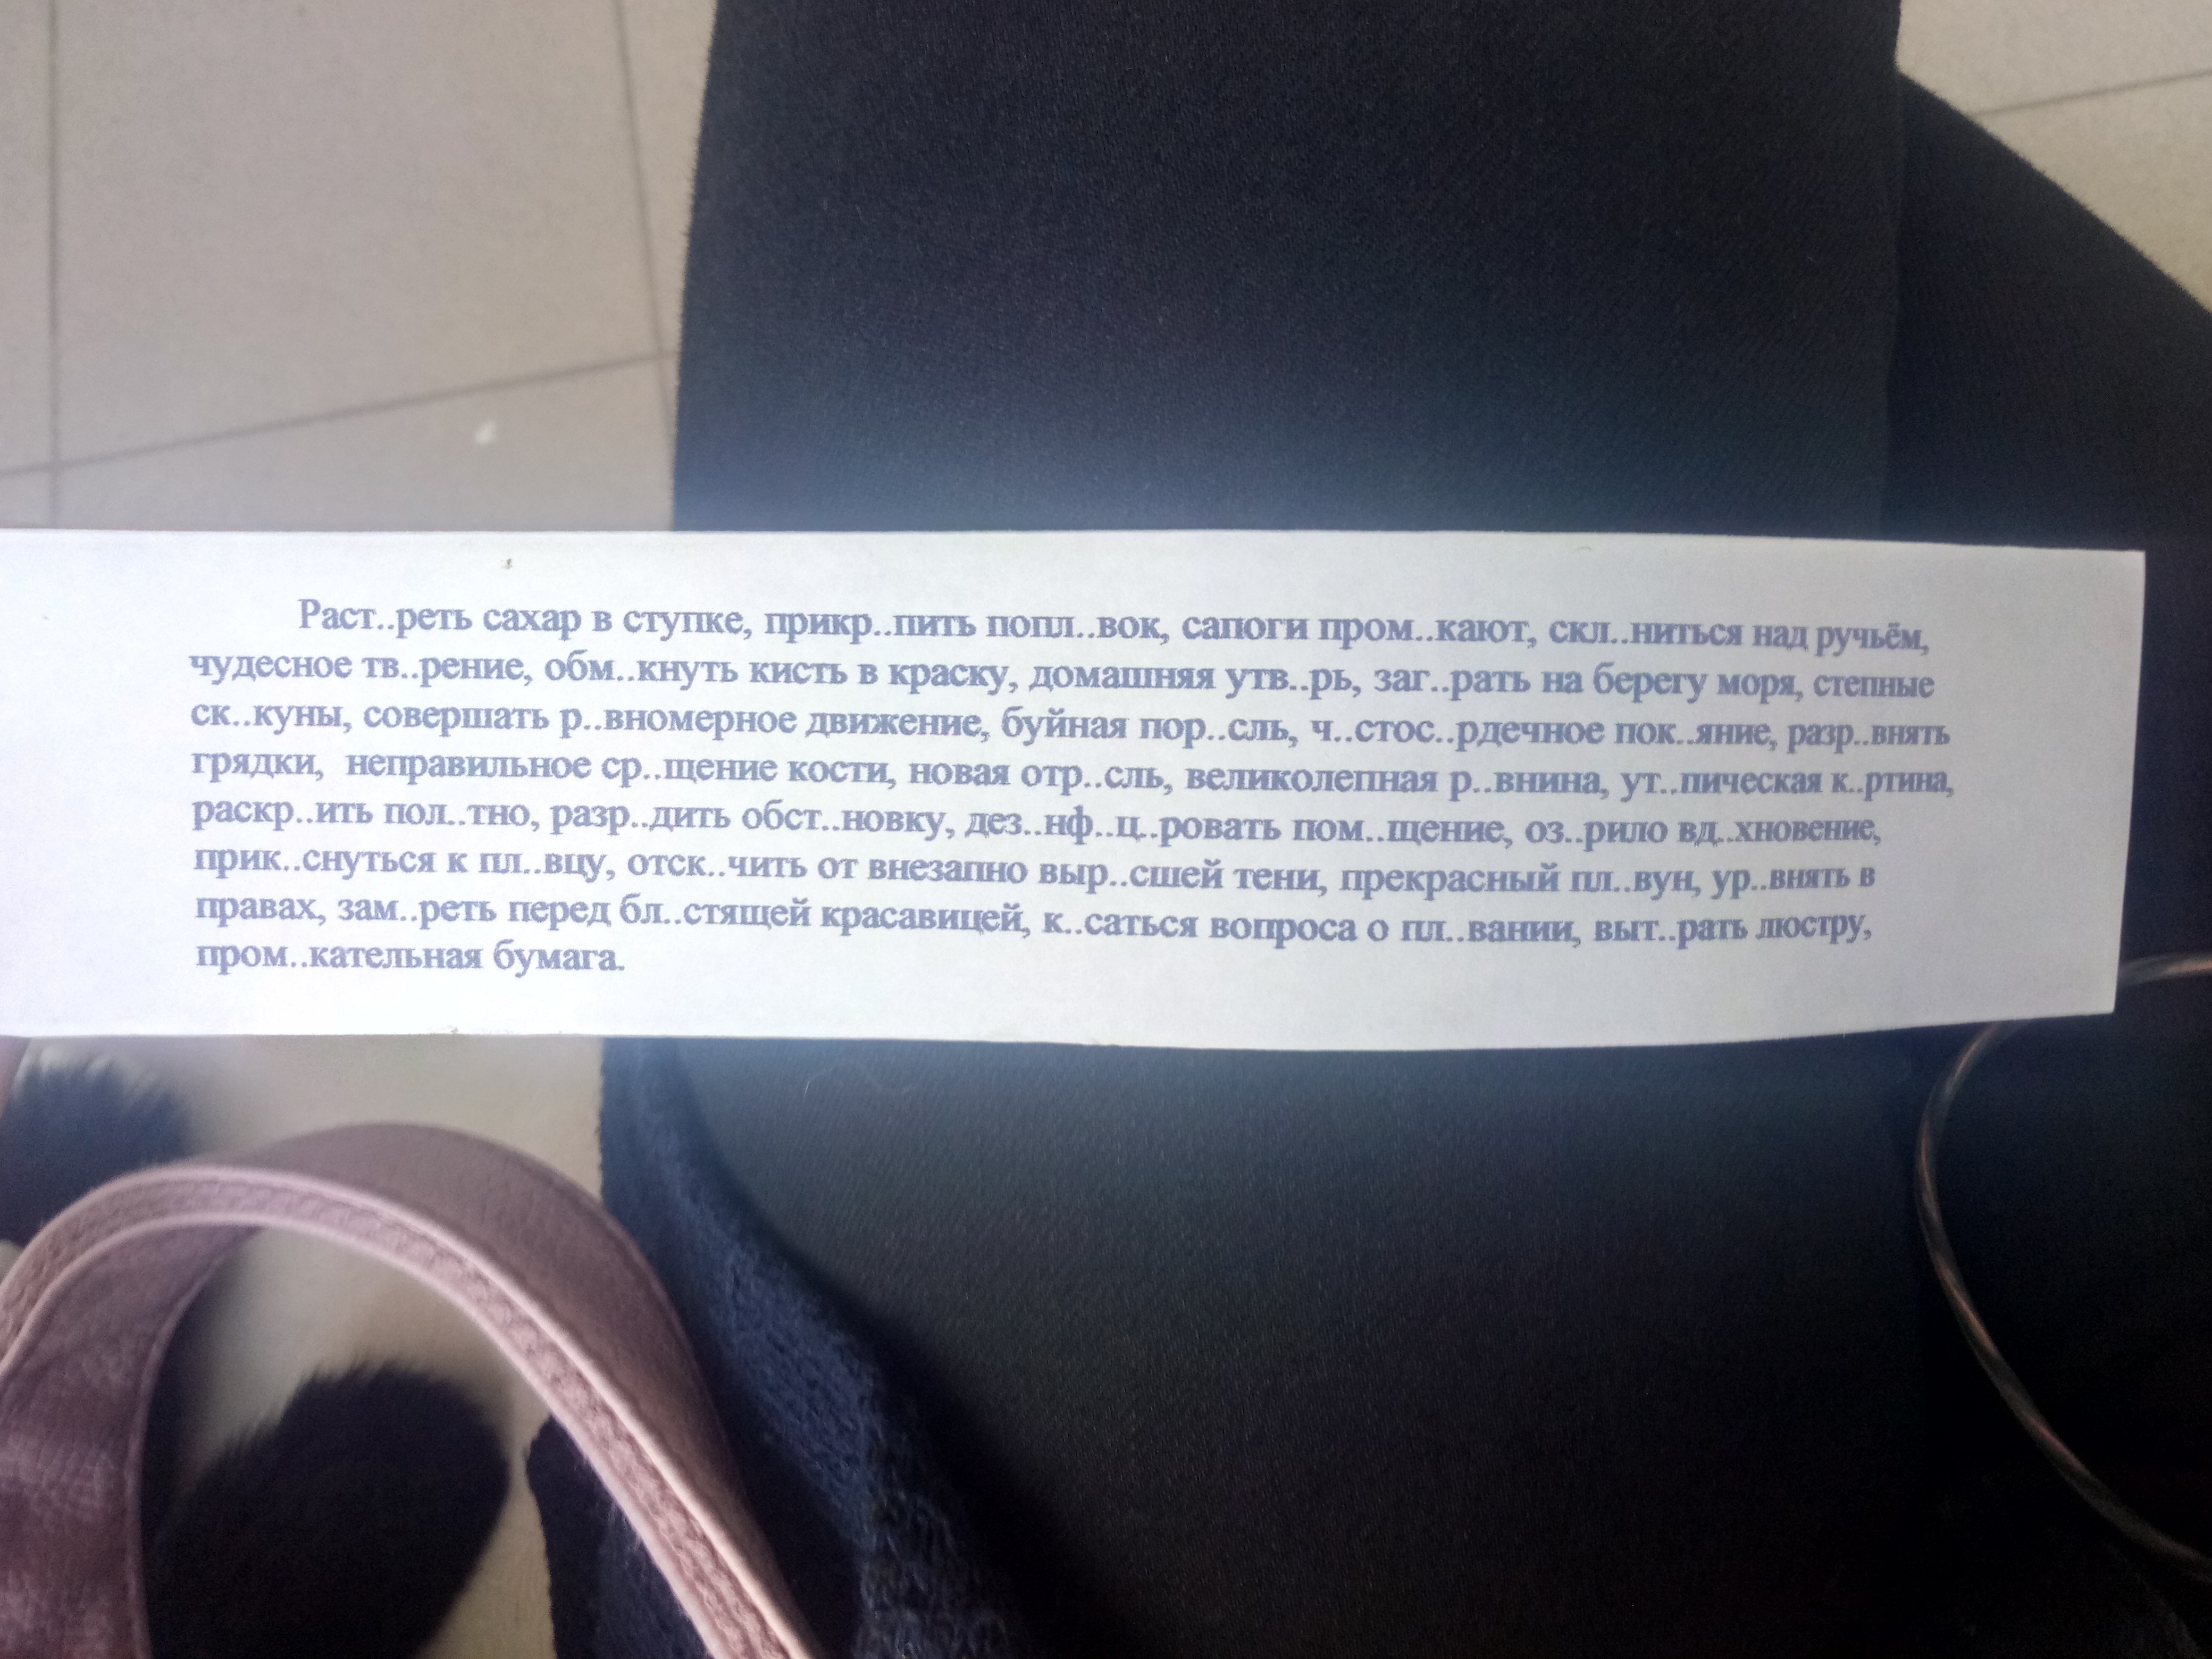 Раст..реть сахар в ступке, прикр..пить попл..вок, сапоги пром..кают, скл..ниться над ручьём,
чудесное тв..рение, обм..кнуть кисть в краску, домашняя утв..рь, заг..рать на берегу моря, степные
ск..куны, совершать р..вномерное движение, буйная пор..сль, ч..стос..рдечное пок..яние, разр..внять
грядки, неправильное ср..щение кости, новая отр..сль, великолепная р..внина, ут..пическая к..ртина,
раскр..ить пол..тно, разр..дить обст..новку, дез..нф..ц..ровать пом..щение, оз..рило вд..хновение,
прик..снуться к пл..вцу, отск..чить от внезапно выр..сшей тени, прекрасный пл..вун, ур..внять в
правах, зам..реть перед бл..стящей красавицей, к..саться вопроса о пл..вании, выт..рать люстру,
пром..кательная бумага.